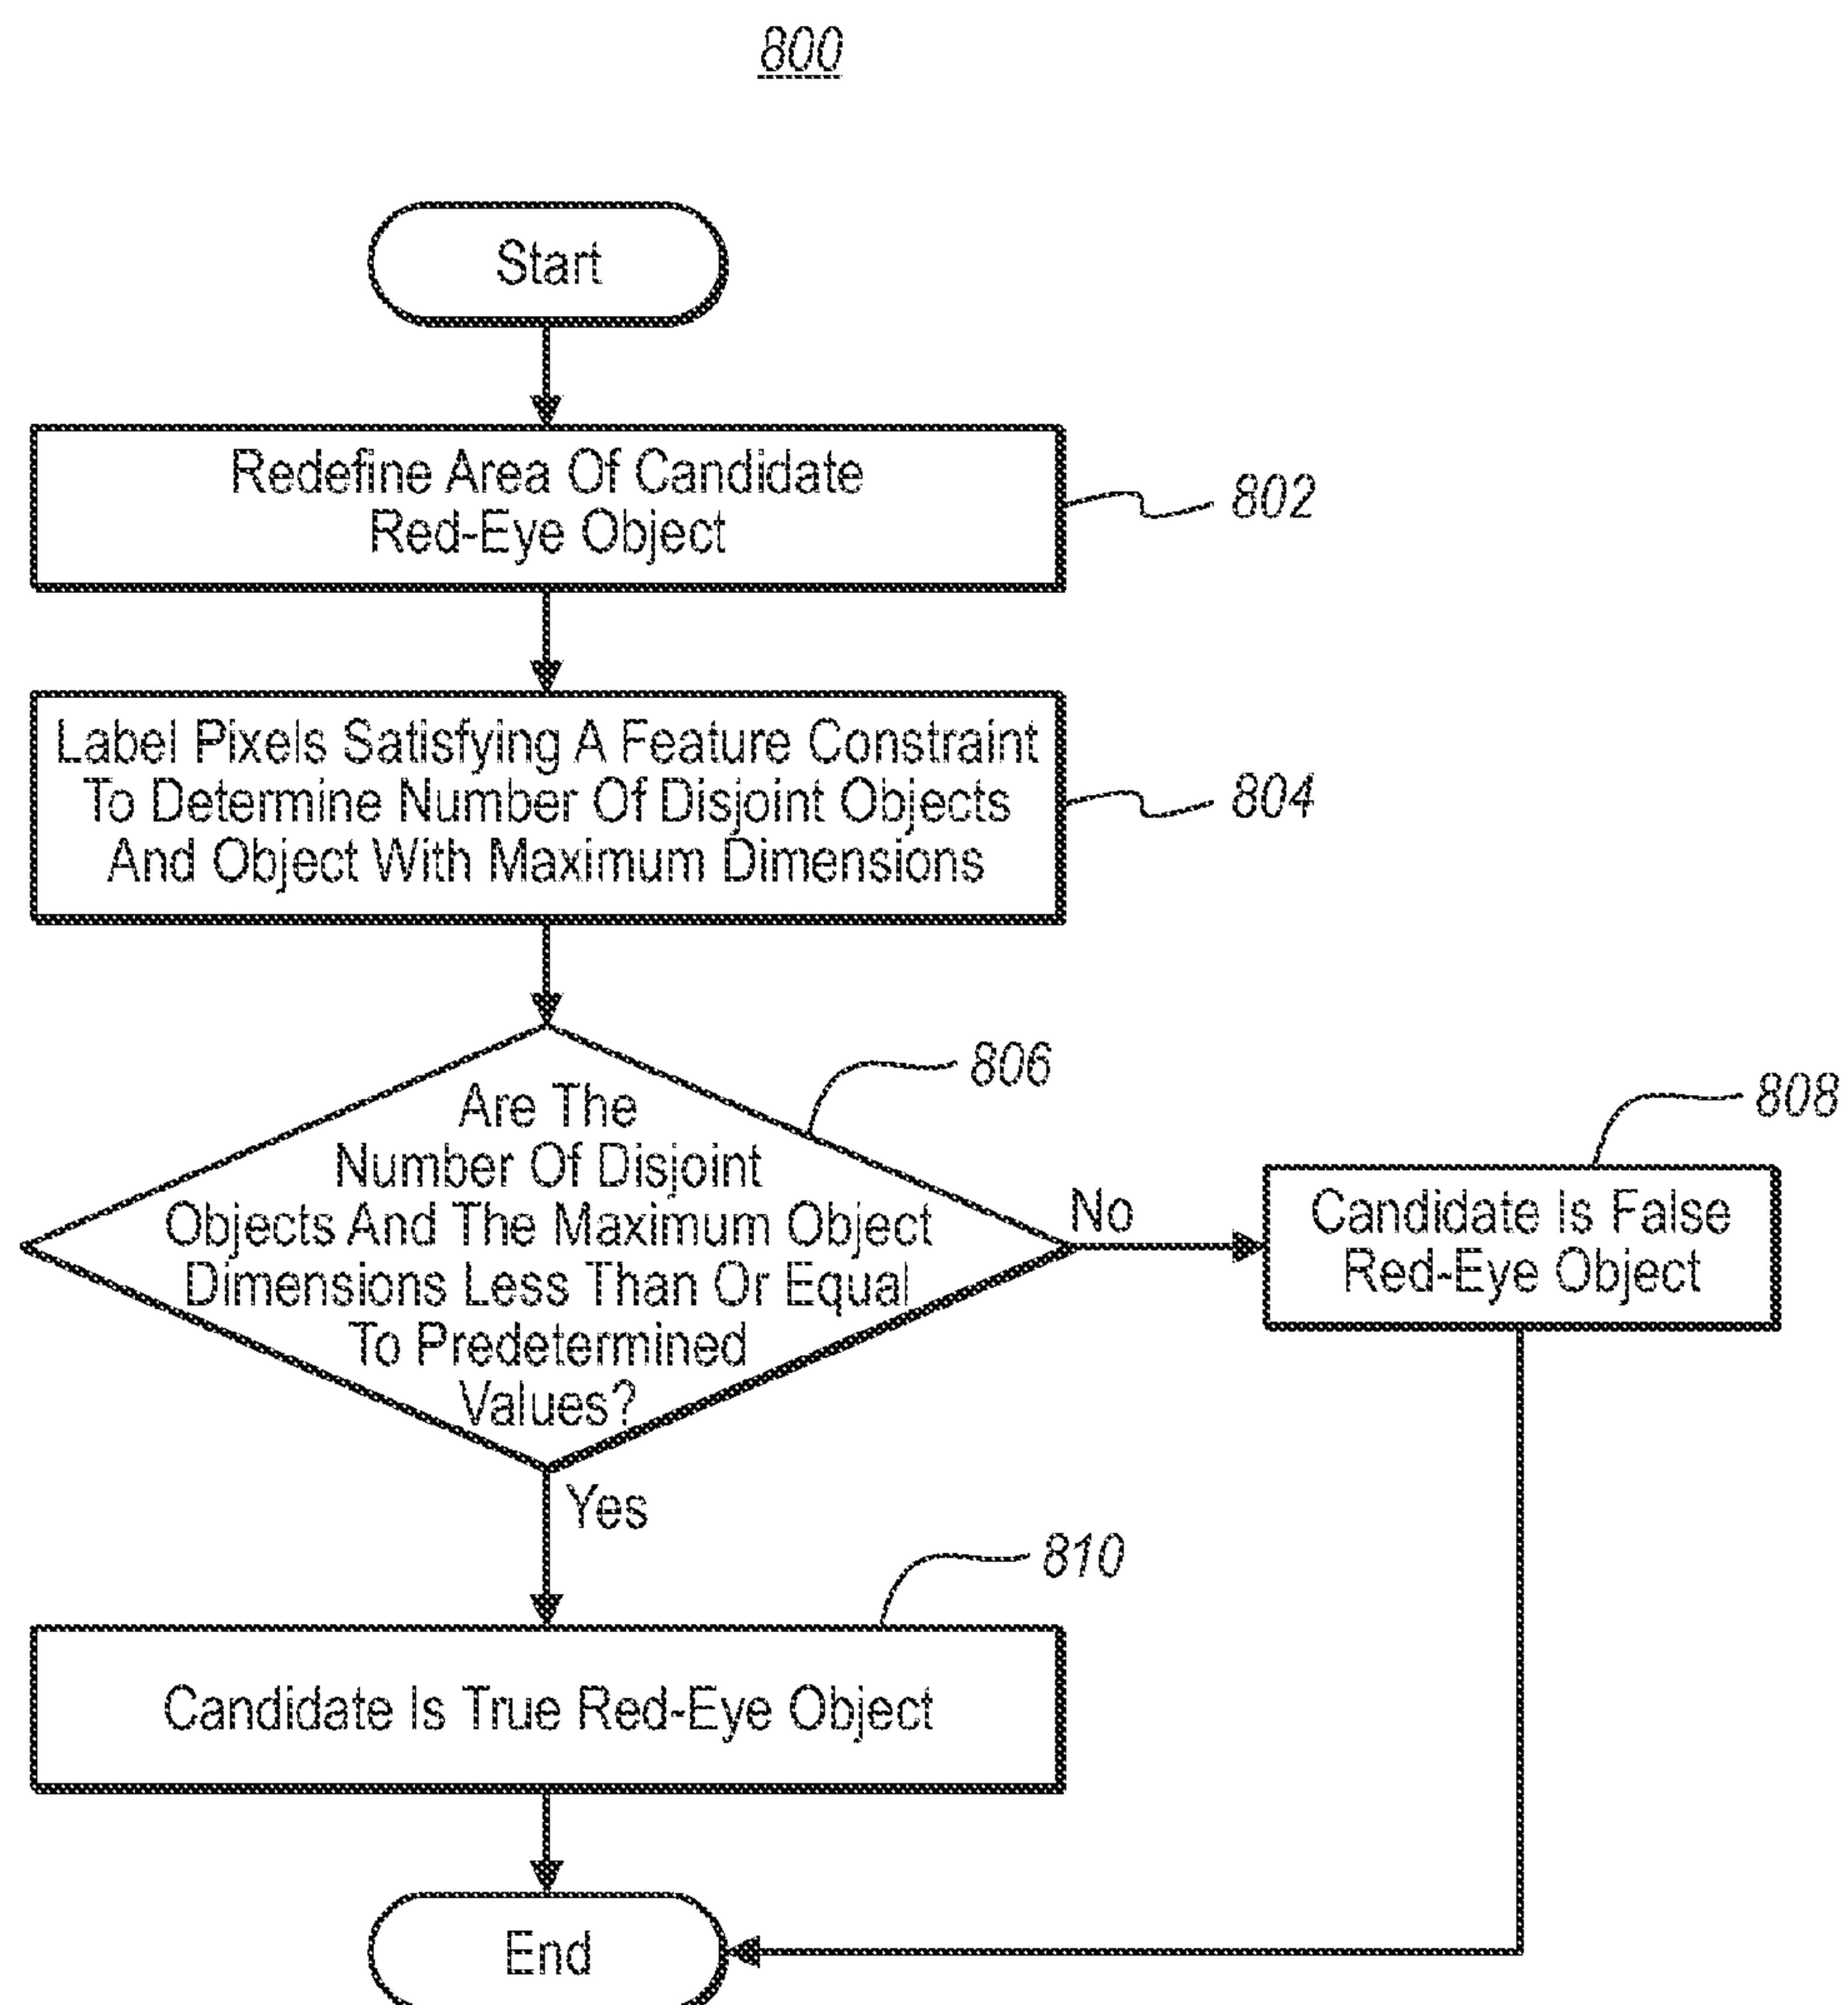 800
Start
Redefine Area Of Candidate
Red-Eye Object
802
Label Pixels Satisfying A Feature Constraint
To Determine Number Of Disjoint Objects
And Object With Maximum Dimensions
804
Are The
Number Of Disjoint
Objects And The Maximum Object
Dimensions Less Than Or Equal
To Predetermined
Values?
806
No
808
Candidate Is False
Red-Eye Object
Yes
810
Candidate Is True Red-Eye Object
End